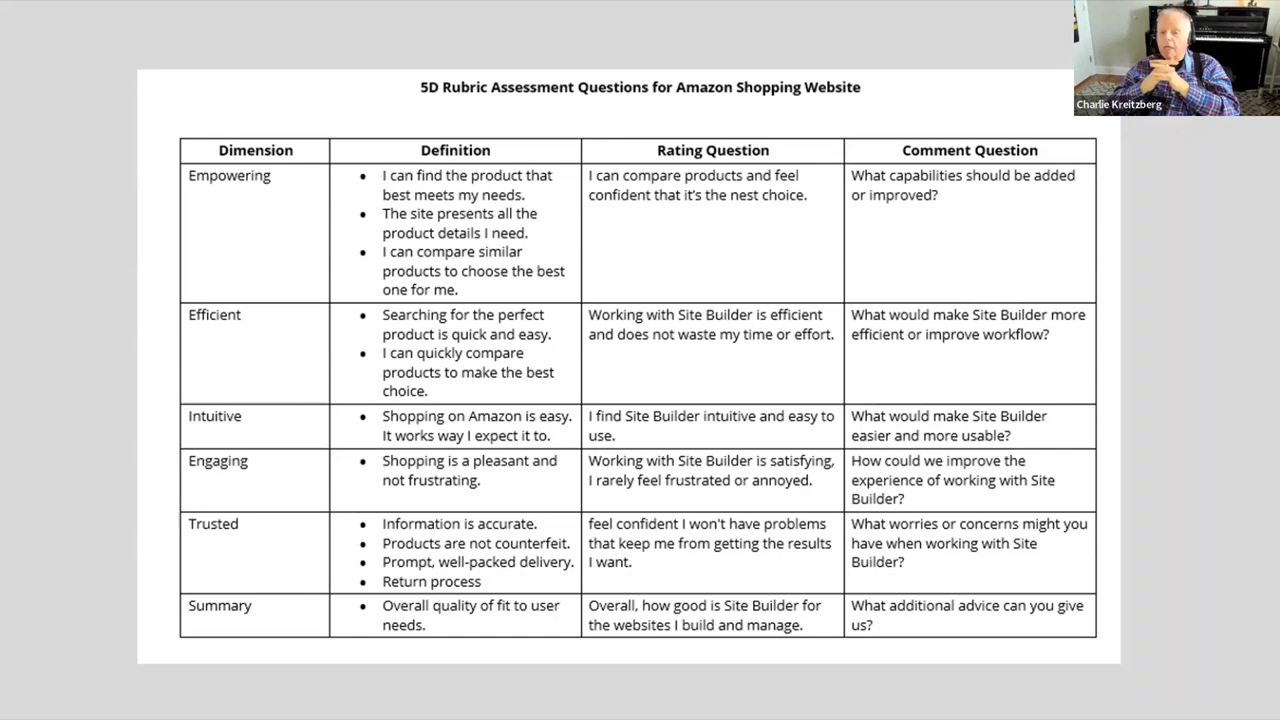 5D Rubric Assessment Questions for Amazon Shopping Website
Charlie Kreitzberg
Dimension
Definition
Rating Question
Comment Question
Empowering
• I can find the product that
best meets my needs.
• The site presents all the
product details I need.
• I can compare similar
products to choose the best
one for me.
I can compare products and feel
confident that it’s the nest choice.
What capabilities should be added
or improved?
Efficient
• Searching for the perfect
product is quick and easy.
• I can quickly compare
products to make the best
choice.
Working with Site Builder is efficient
and does not waste my time or effort.
What would make Site Builder more
efficient or improve workflow?
Intuitive
• Shopping on Amazon is easy.
It works way I expect it to.
I find Site Builder intuitive and easy to
use.
What would make Site Builder
easier and more usable?
Engaging
• Shopping is a pleasant and
not frustrating.
Working with Site Builder is satisfying,
I rarely feel frustrated or annoyed.
How could we improve the
experience of working with Site
Builder?
Trusted
• Information is accurate.
• Products are not counterfeit.
• Prompt, well-packed delivery.
• Return process
feel confident I won't have problems
that keep me from getting the results
I want.
What worries or concerns might you
have when working with Site
Builder?
Summary
• Overall quality of fit to user
needs.
Overall, how good is Site Builder for
the websites I build and manage.
What additional advice can you give
us?